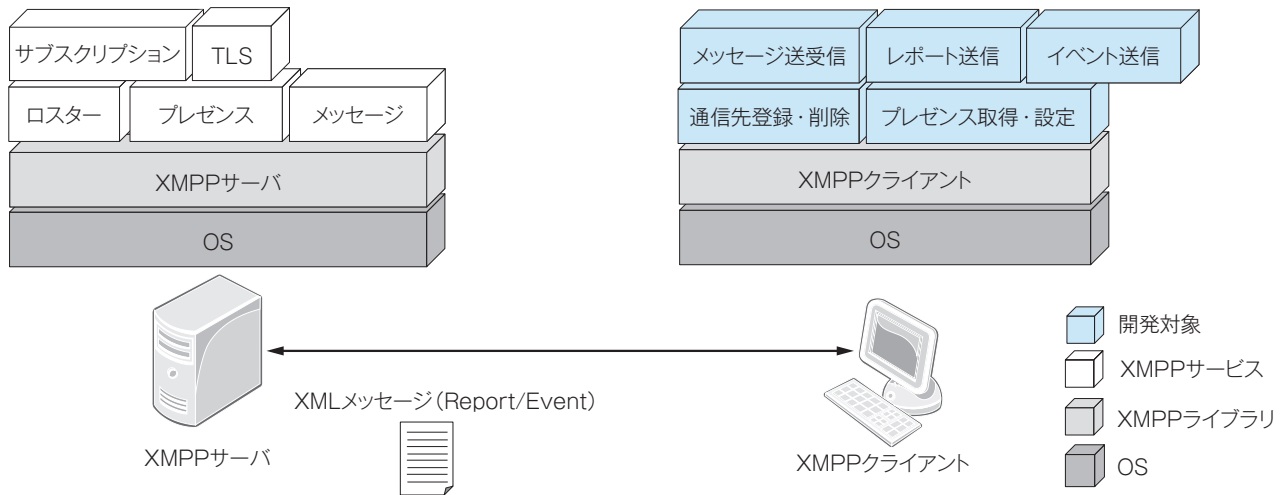 サブスクリプション
TLS
ロスター
プレゼンス
メッセージ
XMPPサーバ
OS
メッセージ送受信
レポート送信
イベント送信
通信先登録・削除
プレゼンス取得・設定
XMPPクライアント
OS
XMLメッセージ(Report/Event)
XMPPサーバ
XMPPクライアント
開発対象
XMPPサービス
XMPPライブラリ
OS